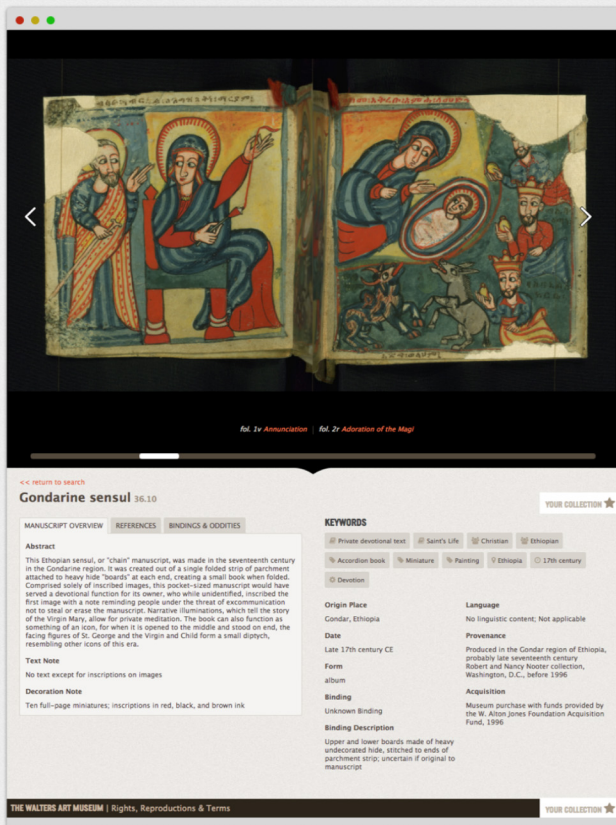 fol. 1v Annunciation | fol. 2r Adoration of the Magi
<< return to search
Gondarine sensul 36.10
YOUR COLLECTION
MANUSCRIPT OVERVIEW
REFERENCES
BINDINGS & ODDITIES
Abstract
This Ethopian sensul, or "chain" manuscript, was made in the seventeenth century
in the Gondarine region. It was created out of a single folded strip of parchment
attached to heavy hide "boards" at each end, creating a small book when folded.
Comprised solely of inscribed images, this pocket-sized manuscript would have
served a devotional function for its owner, who while unidentified, inscribed the
first image with a note reminding people under the threat of excommunication
not to steal or erase the manuscript. Narrative illuminations, which tell the story
of the Virgin Mary, allow for private meditation. The book can also function as
something of an icon, for when it is opened to the middle and stood on end, the
facing figures of St. George and the Virgin and Child form a small diptych,
resembling other icons of this era.
Text Note
No text except for inscriptions on images
Decoration Note
Ten full-page miniatures; inscriptions in red, black, and brown ink
KEYWORDS
Private devotional text
Saint's Life
Christian
Ethiopian
Accordion book
Miniature
Painting
Ethiopia
17th century
Devotion
Origin Place
Gondar, Ethiopia
Date
Late 17th century CE
Form
album
Binding
Unknown Binding
Binding Description
Upper and lower boards made of heavy
undecorated hide, stitched to ends of
parchment strip; uncertain if original to
manuscript
Language
No linguistic content; Not applicable
Provenance
Produced in the Gondar region of Ethiopia,
probably late seventeenth century
Robert and Nancy Nooter collection,
Washington, D.C., before 1996
Acquisition
Museum purchase with funds provided by
the W. Alton Jones Foundation Acquisition
Fund, 1996
THE WALTERS ART MUSEUM | Rights, Reproductions & Terms
YOUR COLLECTION